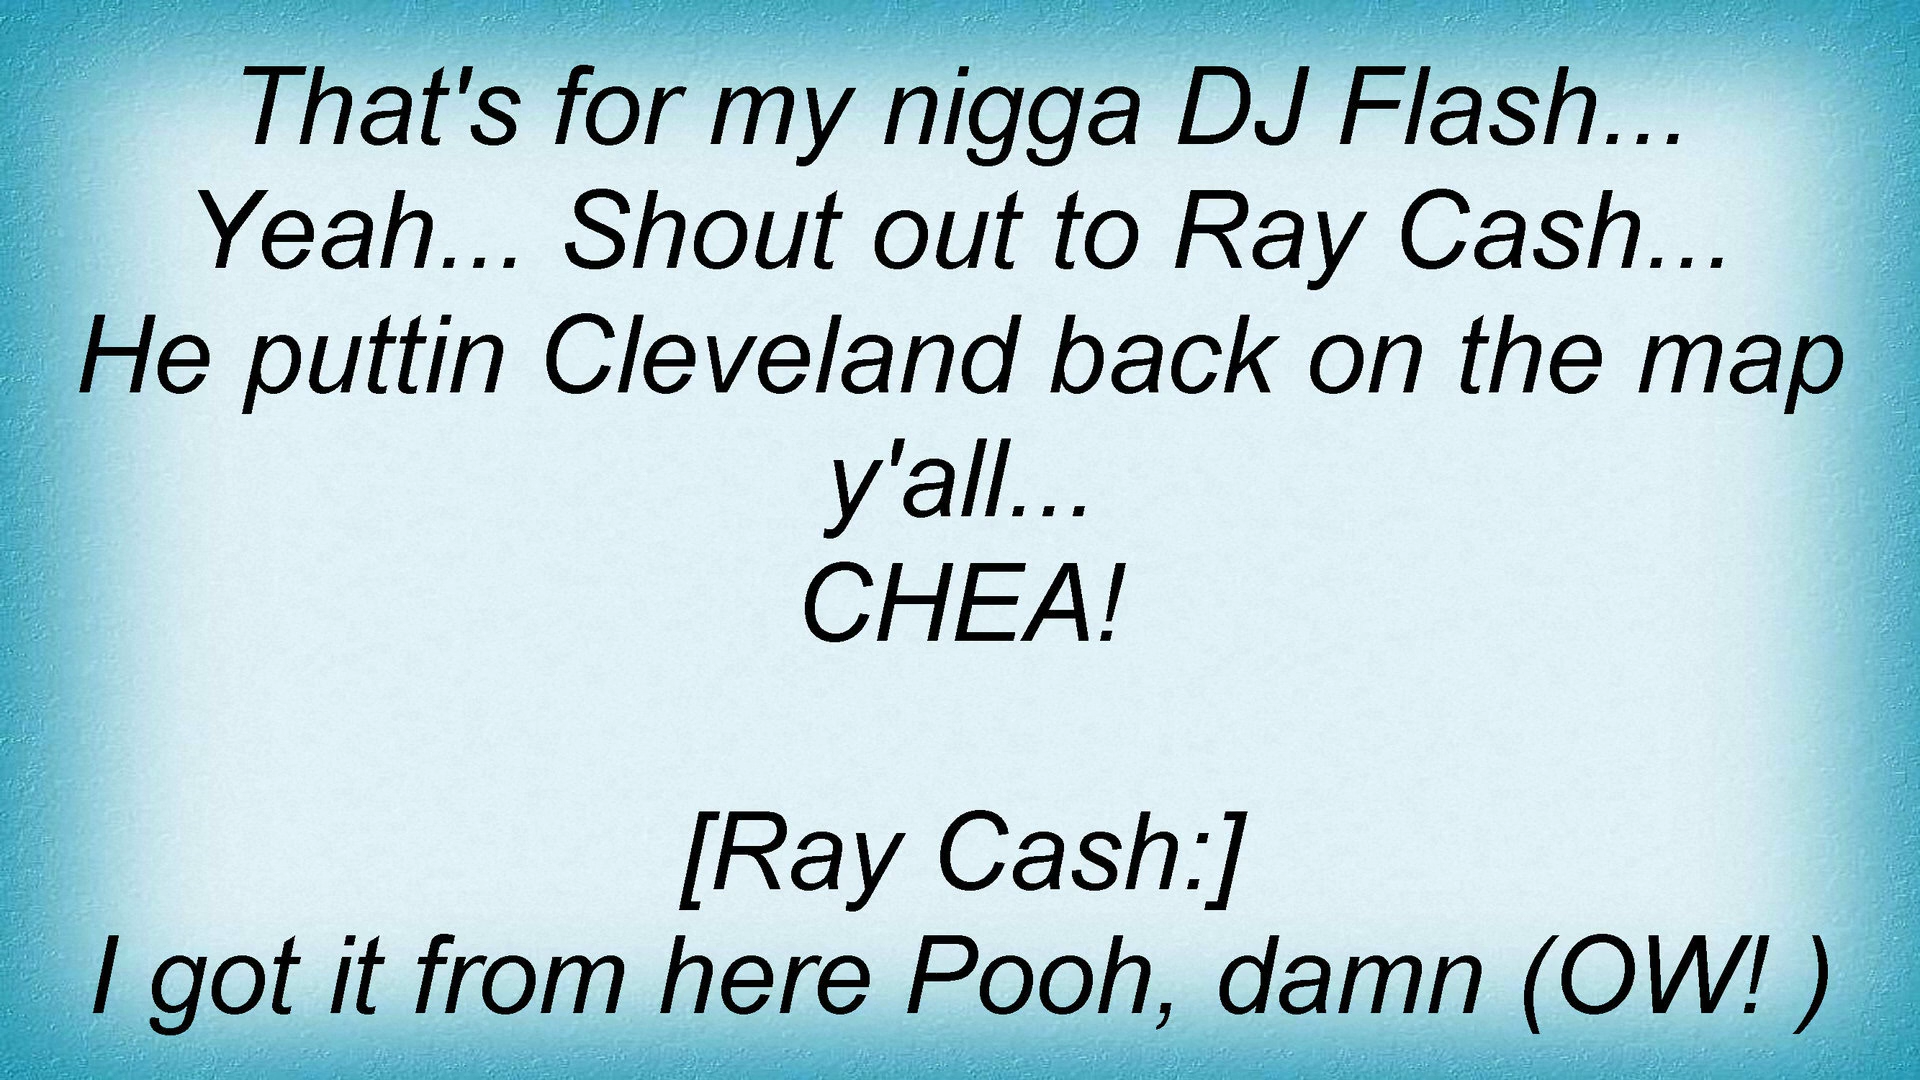 That's for my nigga DJ Flash...
Yeah... Shout out to Ray Cash...
He puttin Cleveland back on the map
y'all...
CHEA!
[Ray Cash:]
I got it from here Pooh, damn (OW! )